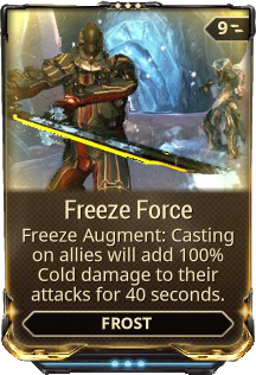 9
Freeze Force
Freeze Augment: Casting
on allies will add 100%
Cold damage to their
attacks for 40 seconds.
FROST